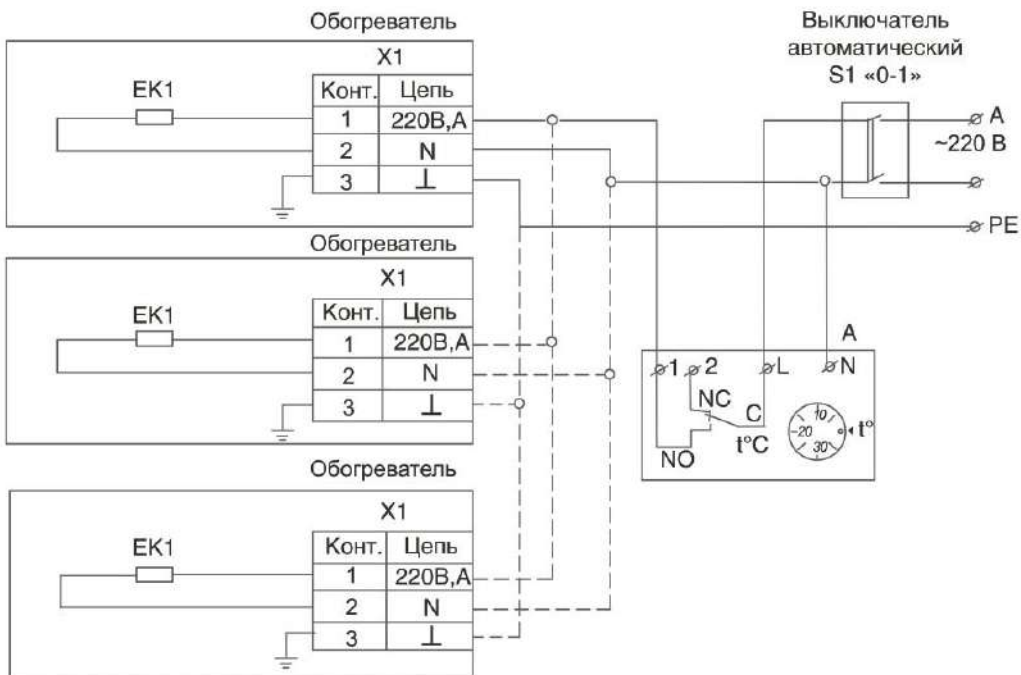 Обогреватель
X1
EK1
Конт. Цепь
1 220В,А
2 N
3 ⊥
Выключатель
автоматический
S1 «0-1»
А
~220 В
PE
Обогреватель
X1
EK1
Конт. Цепь
1 220В,А
2 N
3 ⊥
А
1 2 L N
NC
C
t°C
NO
10
20
30
t°
Обогреватель
X1
EK1
Конт. Цепь
1 220В,А
2 N
3 ⊥